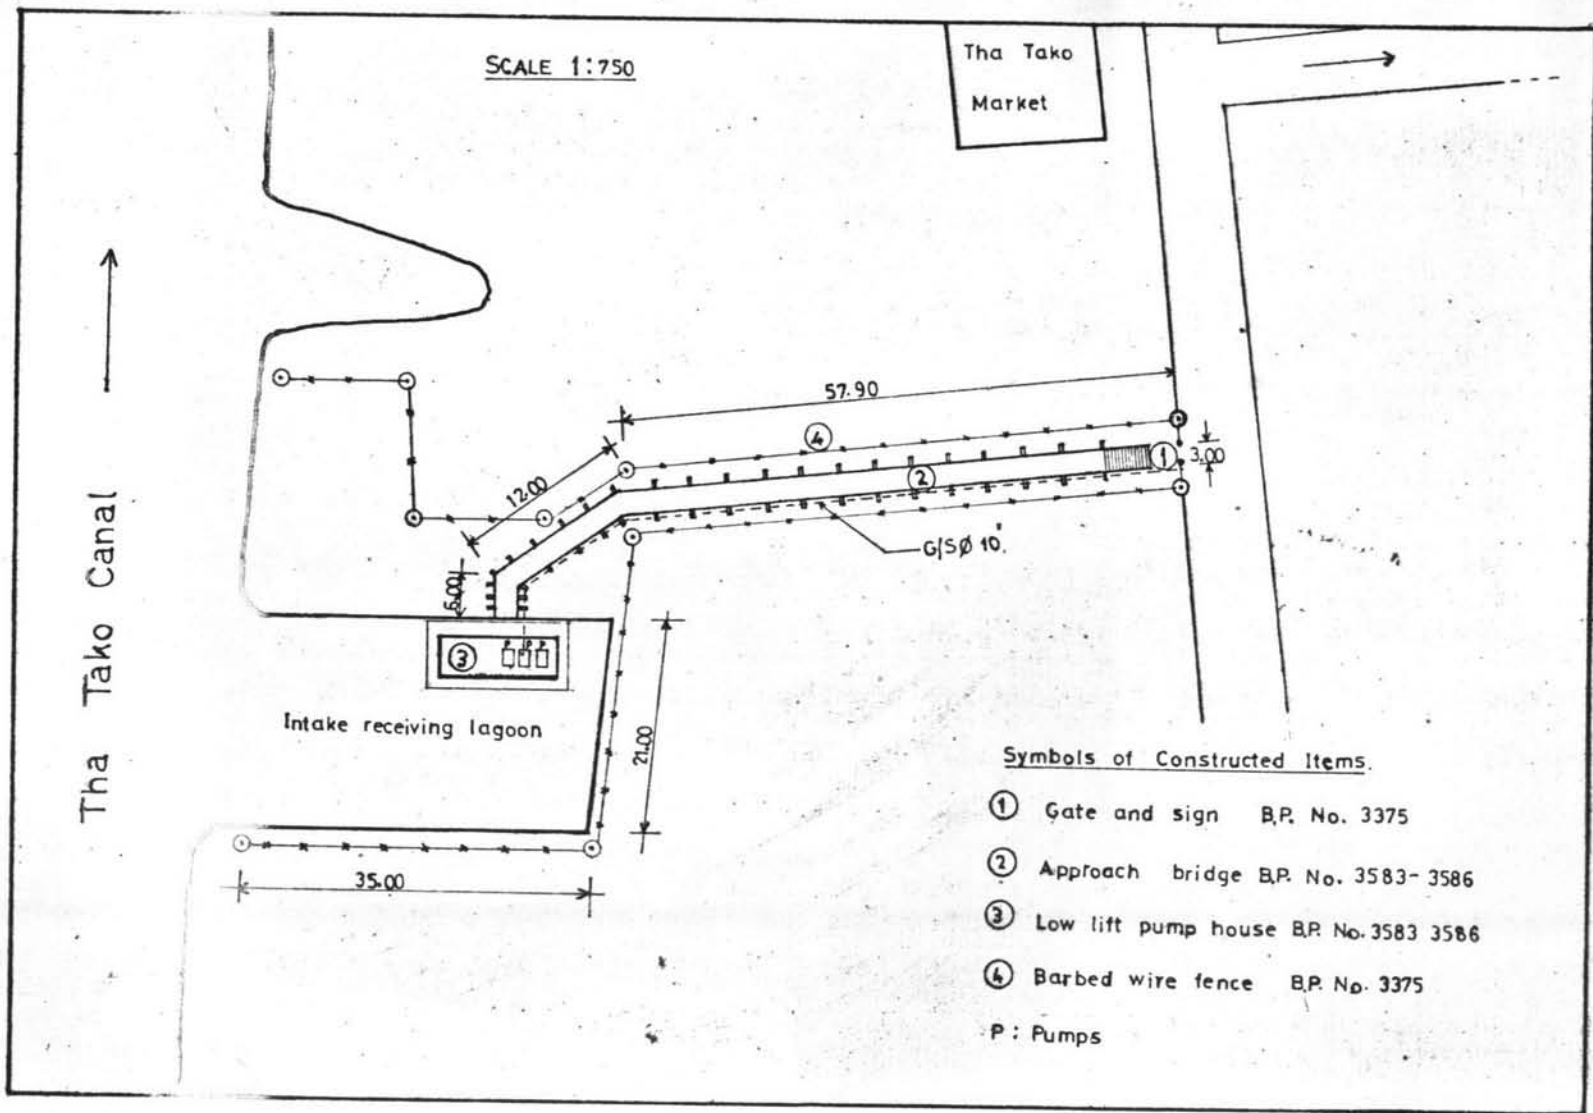 SCALE 1:750
Tha Tako
Market
Tha Tako Canal
57.90
4
1
3.00
2
12.00
G/SØ 10"
6.00
P P P
3
Intake receiving lagoon
21.00
35.00
Symbols of Constructed Items.
1 Gate and sign B.P. No. 3375
2 Approach bridge B.P. No. 3583-3586
3 Low lift pump house B.P. No. 3583 3586
4 Barbed wire fence B.P. No. 3375
P : Pumps